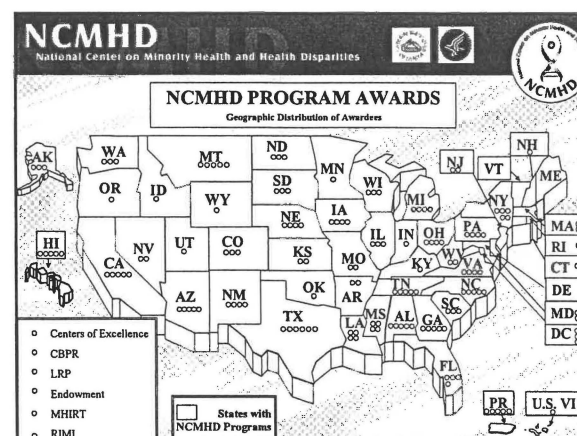 NCMHD
National Center on Minority Health and Health Disparities
NCMHD
NCMHD PROGRAM AWARDS
Geographic Distribution of Awardees
AK
WA
MT
ND
MN
WI
MI
NJ
VT
NH
ME
OR
ID
WY
SD
NE
IA
IL
IN
OH
PA
NY
MA
RI
CT
DE
MD
DC
HI
CA
NV
UT
CO
KS
MO
KY
WV
VA
AZ
NM
OK
AR
TN
NC
SC
TX
LA
MS
AL
GA
FL
PR
U.S. VI
Centers of Excellence
CBPR
LRP
Endowment
MHIRT
RIMI
States with
NCMHD Programs